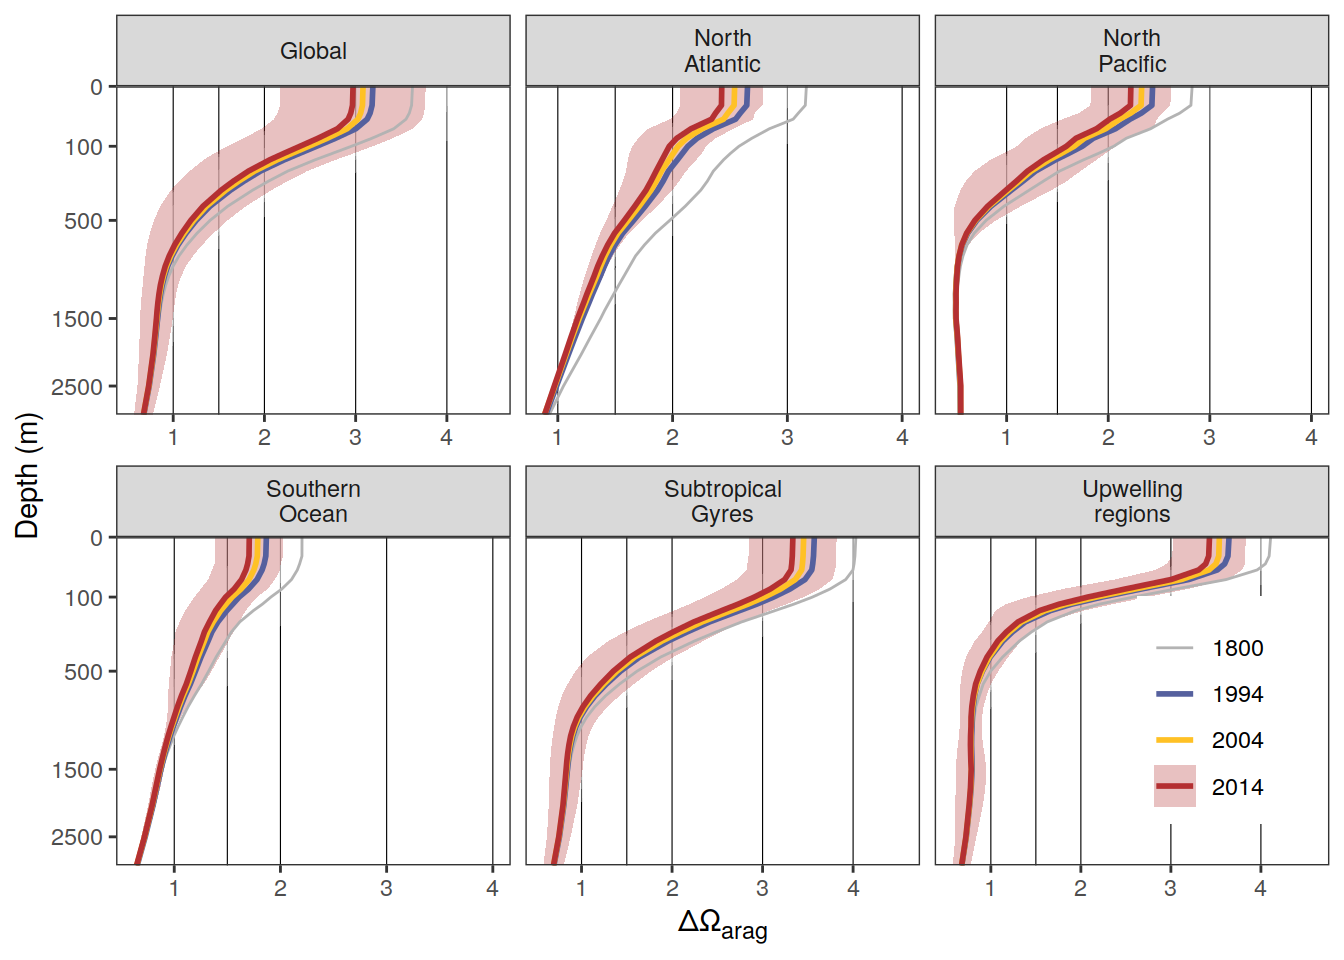 Global
North
Atlantic
North
Pacific
0
100
500
1500
2500
1 2 3 4
1 2 3 4
1 2 3 4
Depth (m)
Southern
Ocean
Subtropical
Gyres
Upwelling
regions
0
100
500
1500
2500
1800
1994
2004
2014
1 2 3 4
1 2 3 4
1 2 3 4
ΔΩarag